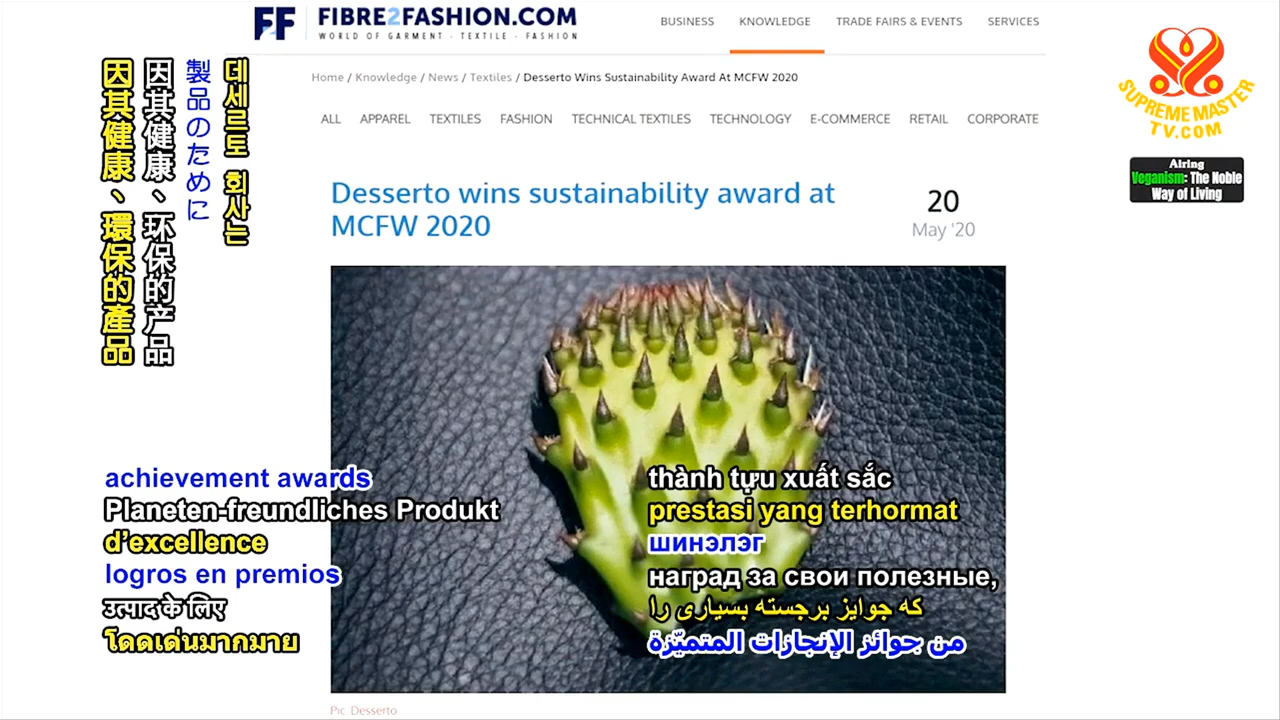 FIBRE2FASHION.COM
WORLD OF GARMENT - TEXTILE - FASHION
BUSINESS KNOWLEDGE TRADE FAIRS & EVENTS SERVICES
Home / Knowledge / News / Textiles / Desserto Wins Sustainability Award At MCFW 2020
ALL APPAREL TEXTILES FASHION TECHNICAL TEXTILES TECHNOLOGY E-COMMERCE RETAIL CORPORATE
Desserto wins sustainability award at
MCFW 2020
20
May '20
SUPREME MASTER
TV.COM
Airing
Veganism: The Noble
Way of Living
데세르토 회사는
製品のために
因其健康、环保的产品
因其健康、環保的產品
achievement awards
Planeten-freundliches Produkt
d'excellence
logros en premios
उत्पाद के लिए
โดดเด่นมากมาย
thành tựu xuất sắc
prestasi yang terhormat
шинэлэг
наград за свои полезные,
که جوایز برجسته بسیاری را
من جوائز الإنجازات المتميّزة
Pic Desserto